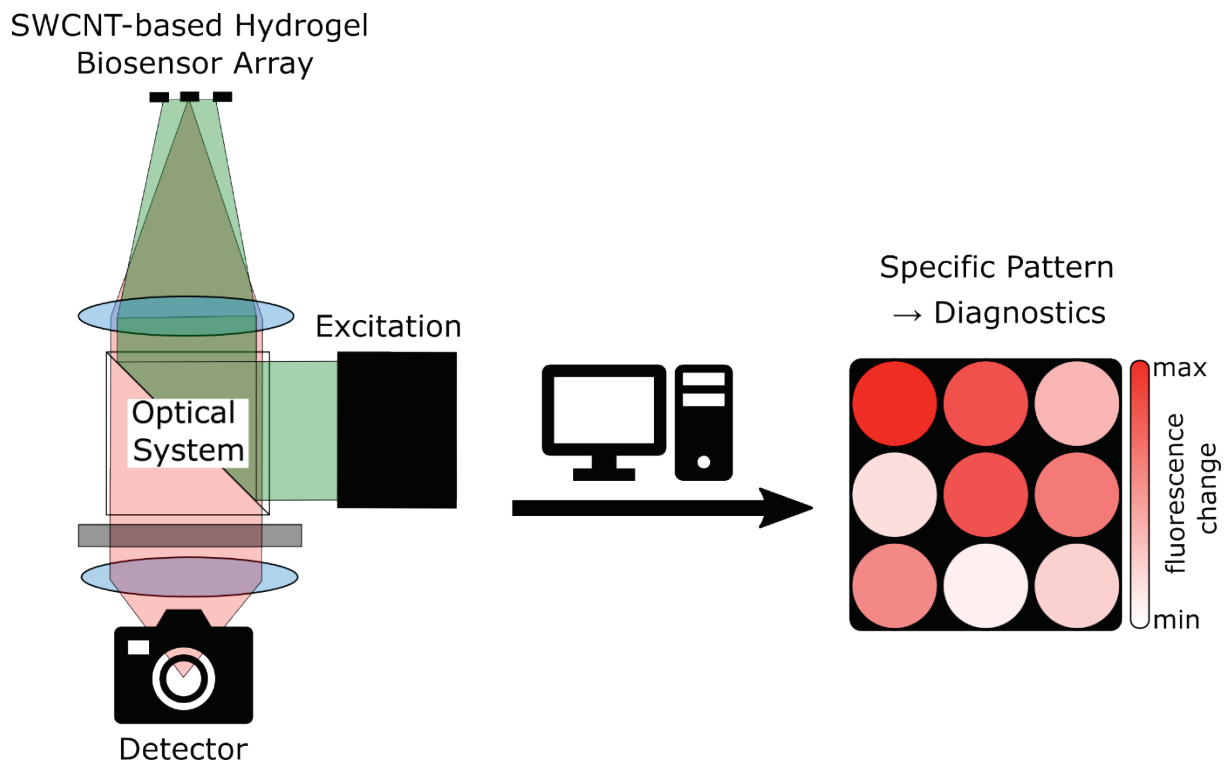 SWCNT-based Hydrogel
Biosensor Array
Excitation
Optical
System
Detector
Specific Pattern
→ Diagnostics
max
fluorescence
change
min